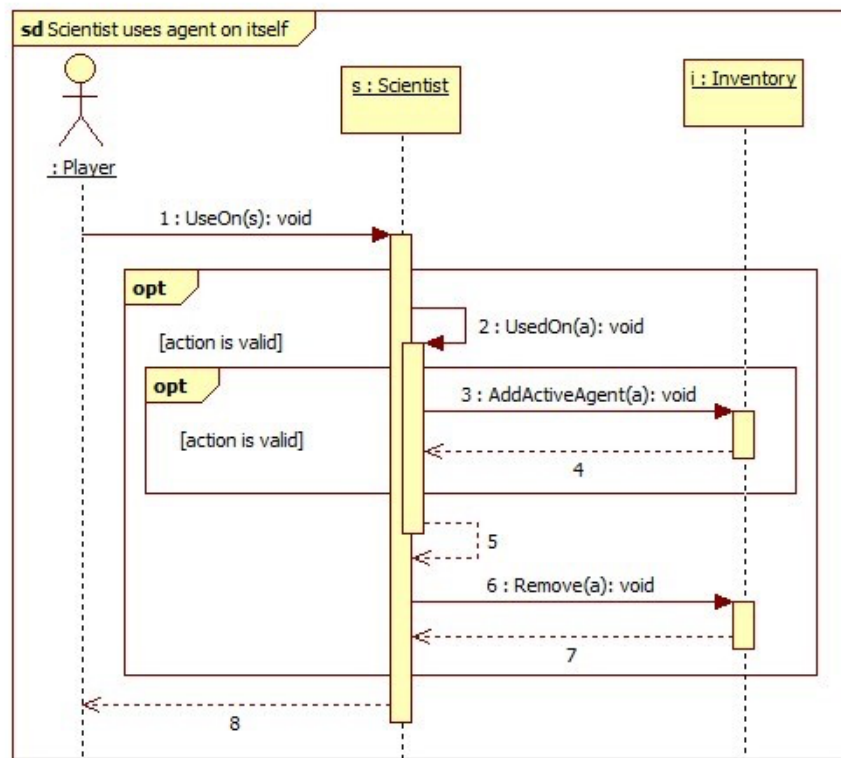 sd Scientist uses agent on itself
s : Scientist
i : Inventory
: Player
1 : UseOn(s): void
opt
[action is valid]
2 : UsedOn(a): void
opt
[action is valid]
3 : AddActiveAgent(a): void
4
5
6 : Remove(a): void
7
8